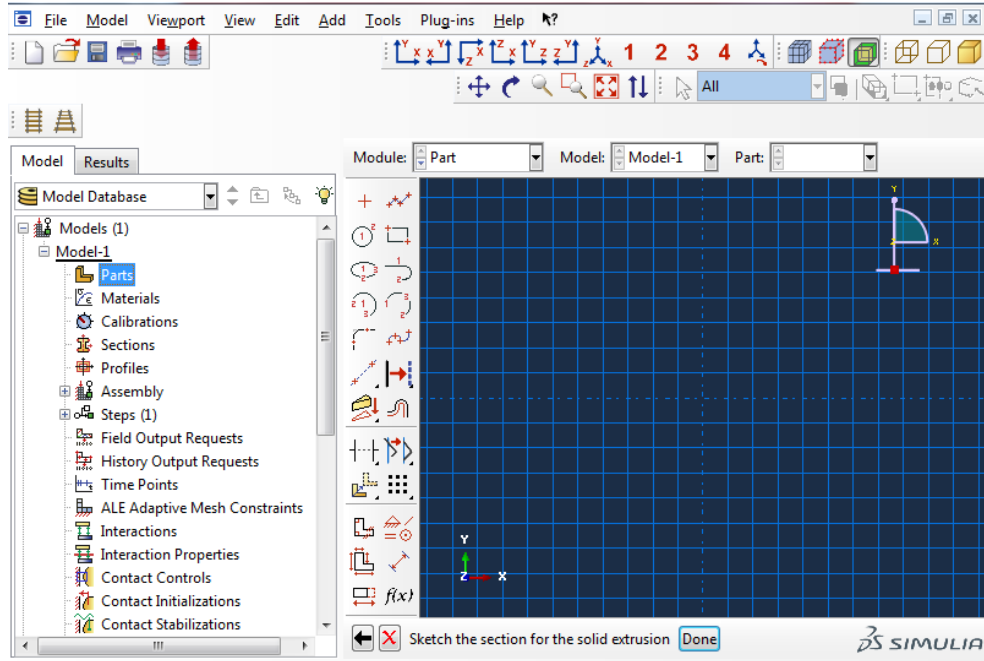 File Model Viewport View Edit Add Tools Plug-ins Help
1 2 3 4
All
Model Results
Module: Part Model: Model-1 Part:
Model Database
Models (1)
Model-1
Parts
Materials
Calibrations
Sections
Profiles
Assembly
Steps (1)
Field Output Requests
History Output Requests
Time Points
ALE Adaptive Mesh Constraints
Interactions
Interaction Properties
Contact Controls
Contact Initializations
Contact Stabilizations
f(x)
Y
X
Y
Z X
Sketch the section for the solid extrusion Done
SIMULIA